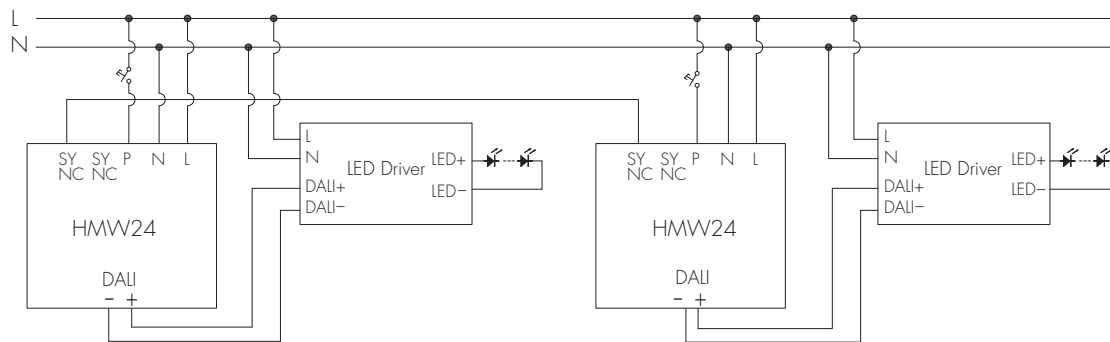 L
N
SY
NC
SY
NC
P
N
L
HMW24
DALI
- +
L
N
DALI+
DALI-
LED Driver
LED+
LED-
SY
NC
SY
NC
P
N
L
HMW24
DALI
- +
L
N
DALI+
DALI-
LED Driver
LED+
LED-